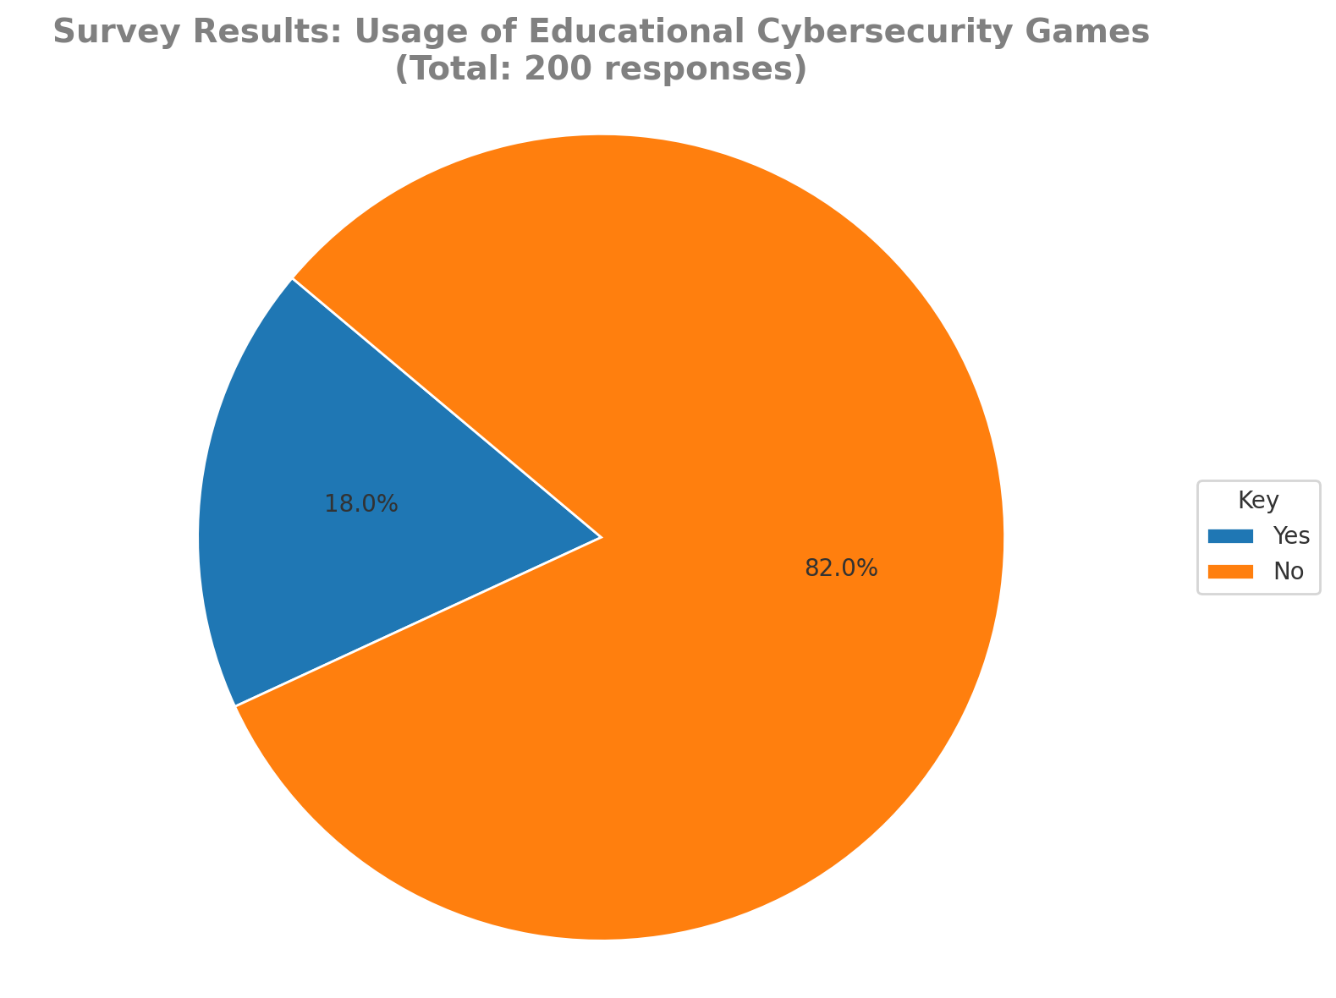 Survey Results: Usage of Educational Cybersecurity Games
(Total: 200 responses)
18.0%
82.0%
Key
Yes
No